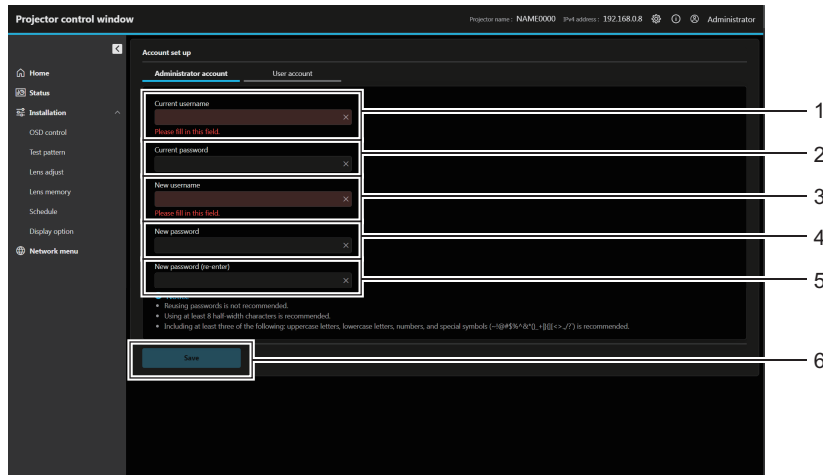 Projector control window
Projector name : NAME0000 IPv4 address : 192.168.0.8 Administrator
Account set up
Administrator account User account
Home
Status
Installation
OSD control
Test pattern
Lens adjust
Lens memory
Schedule
Display option
Network menu
Current username
Please fill in this field.
Current password
New username
Please fill in this field.
New password
New password (re-enter)
• Reusing passwords is not recommended.
• Using at least 8 half-width characters is recommended.
• Including at least three of the following: uppercase letters, lowercase letters, numbers, and special symbols is recommended.
Save
1
2
3
4
5
6